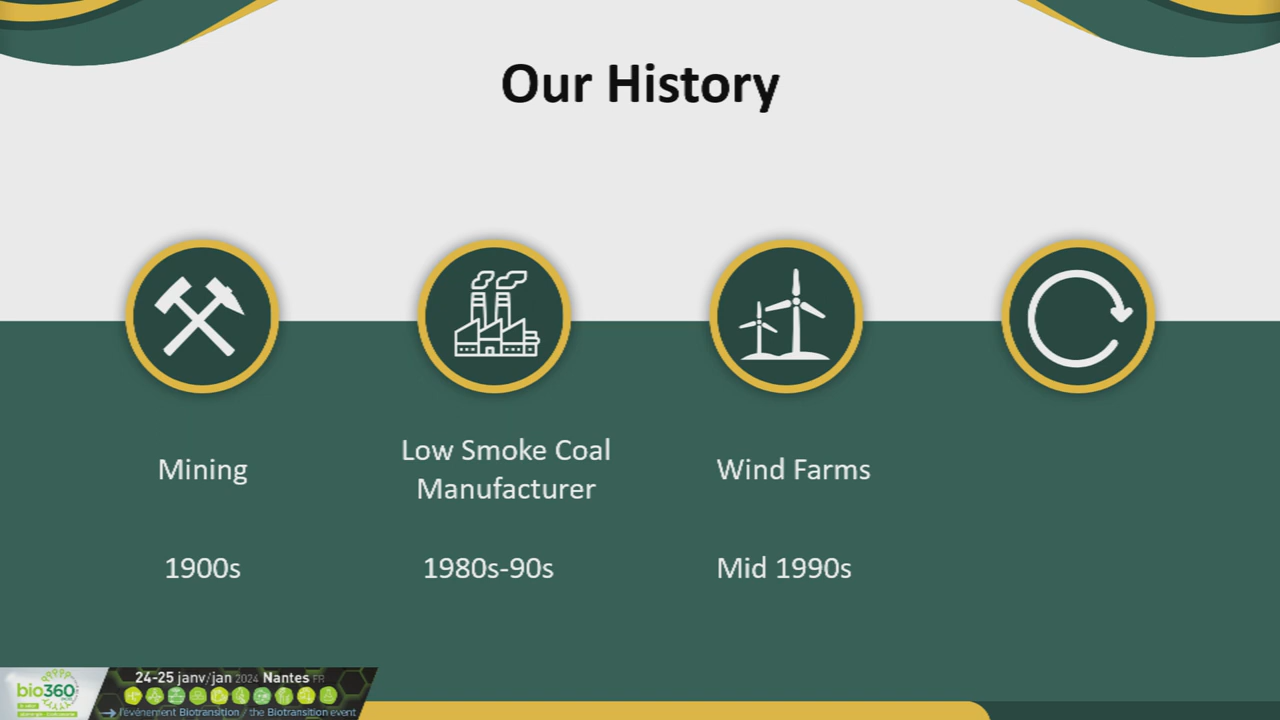 Our History
Mining
Low Smoke Coal
Manufacturer
Wind Farms
1900s
1980s-90s
Mid 1990s
bio360
24-25 janv/jan 2024 Nantes FR
l'événement Biotransition / the Biotransition event